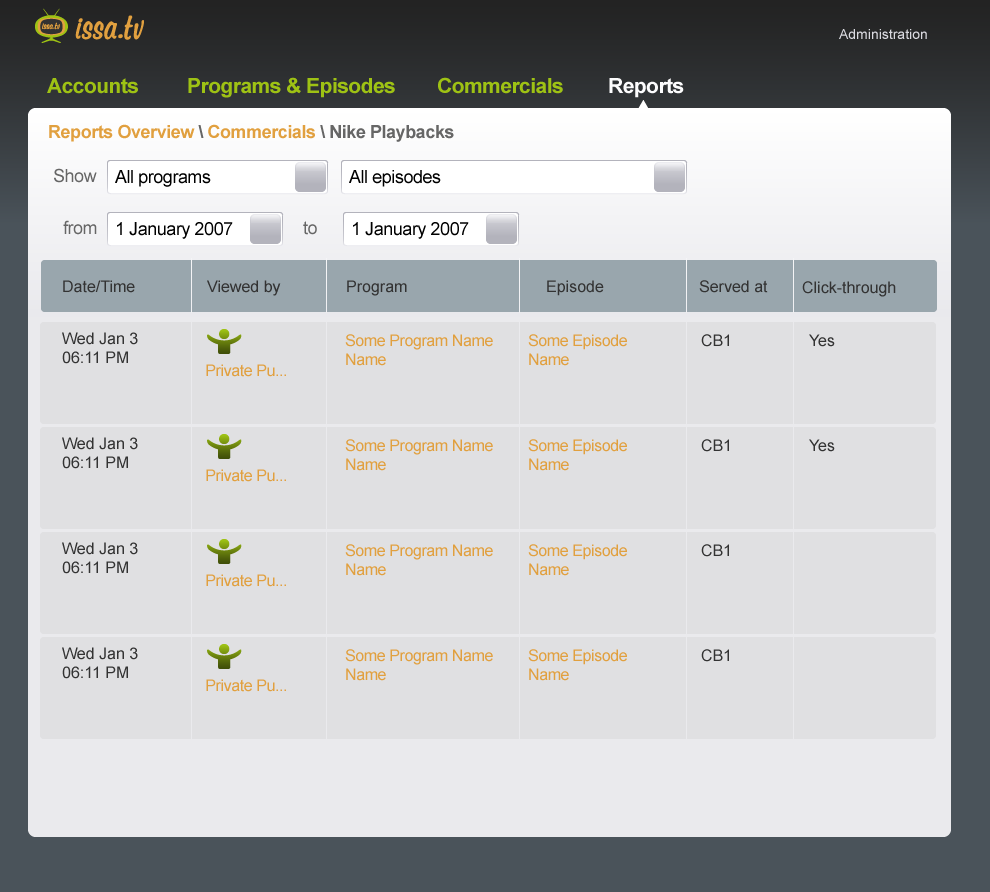 issa.tv issa.tv
Administration
Accounts Programs & Episodes Commercials Reports
Reports Overview \ Commercials \ Nike Playbacks
Show All programs All episodes
from 1 January 2007 to 1 January 2007
Date/Time Viewed by Program Episode Served at Click-through
Wed Jan 3 Some Program Name Some Episode CB1 Yes
06:11 PM Name Name
Private Pu...
Wed Jan 3 Some Program Name Some Episode CB1 Yes
06:11 PM Name Name
Private Pu...
Wed Jan 3 Some Program Name Some Episode CB1
06:11 PM Name Name
Private Pu...
Wed Jan 3 Some Program Name Some Episode CB1
06:11 PM Name Name
Private Pu...